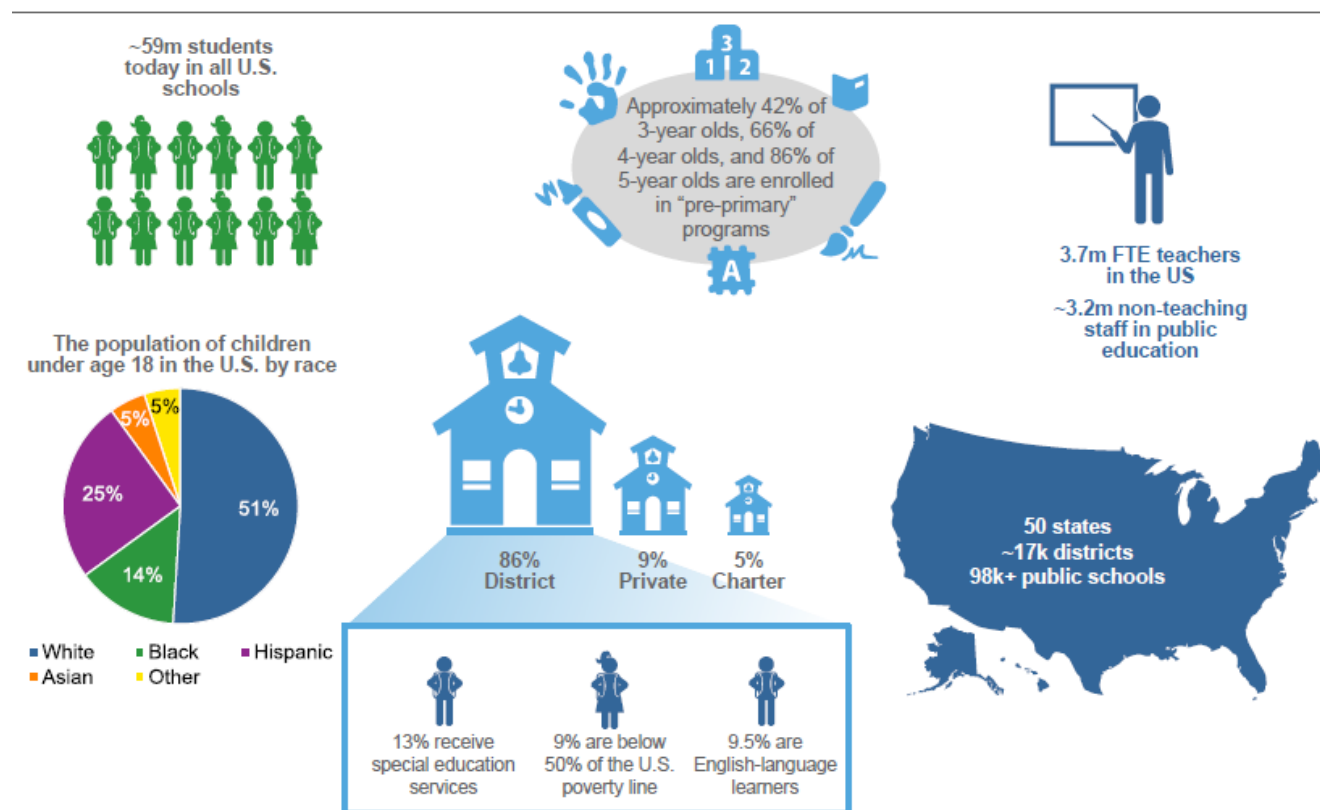 ~59m students
today in all U.S.
schools
3
1 2
Approximately 42% of
3-year olds, 66% of
4-year olds, and 86% of
5-year olds are enrolled
in “pre-primary”
programs
A
3.7m FTE teachers
in the US
~3.2m non-teaching
staff in public
education
The population of children
under age 18 in the U.S. by race
5%
5%
25%
51%
14%
White
Black
Hispanic
Asian
Other
86%
District
9%
Private
5%
Charter
50 states
~17k districts
98k+ public schools
13% receive
special education
services
9% are below
50% of the U.S.
poverty line
9.5% are
English-language
learners